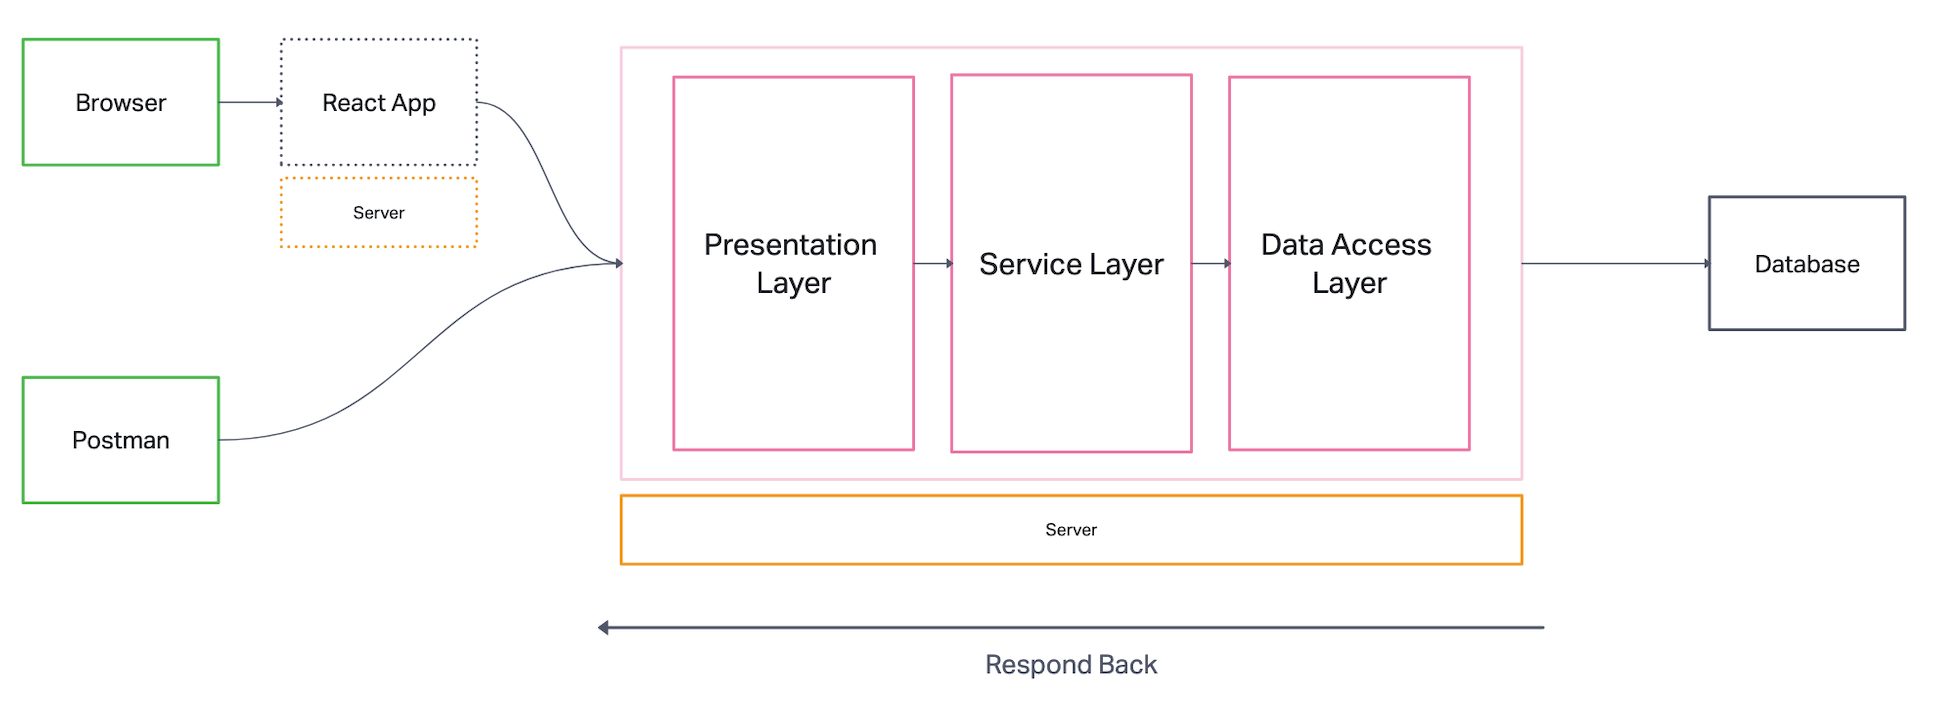 Browser
React App
Server
Postman
Presentation
Layer
Service Layer
Data Access
Layer
Database
Server
Respond Back